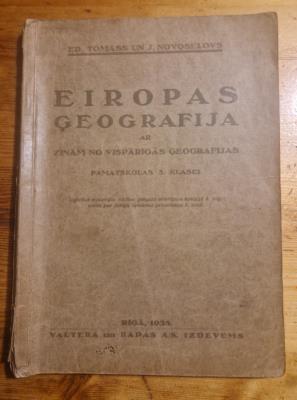 ED. TOMASS UN J. NOVOSELOVS
EIROPAS
ĢEOGRAFIJA
AR
ZIŅĀM NO VISPĀRĪGĀS ĢEOGRAFIJAS
PAMATSKOLAS 5. KLASEI
RĪGĀ, 1935.
VALTERA UN RAPAS A/S. IZDEVUMS